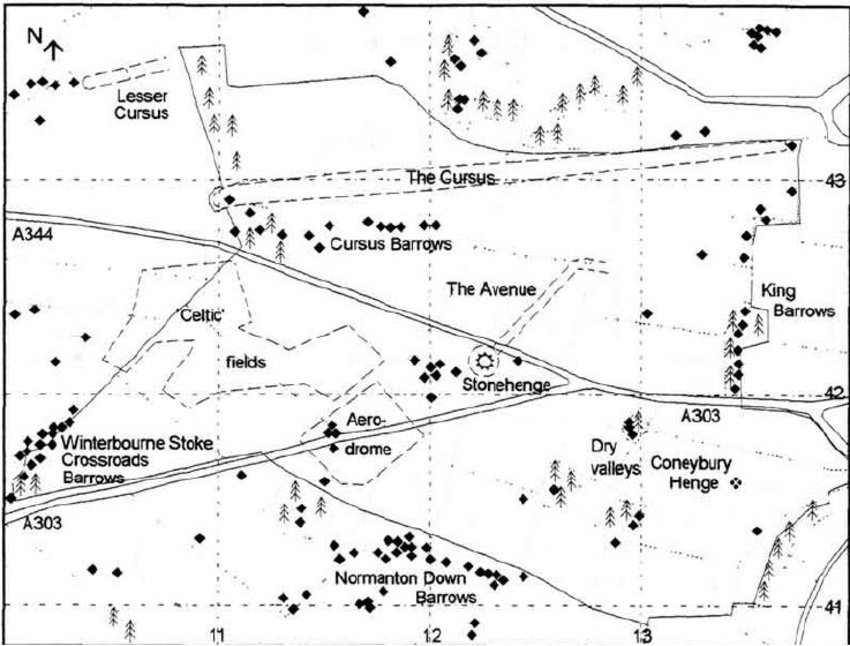 N
Lesser
Cursus
The Cursus
43
A344
Cursus Barrows
The Avenue
King
Barrows
'Celtic'
fields
Stonehenge
42
A303
Aero-
drome
Winterbourne Stoke
Crossroads
Barrows
Dry
valleys
Coneybury
Henge
A303
Normanton Down
Barrows
41
11
12
13